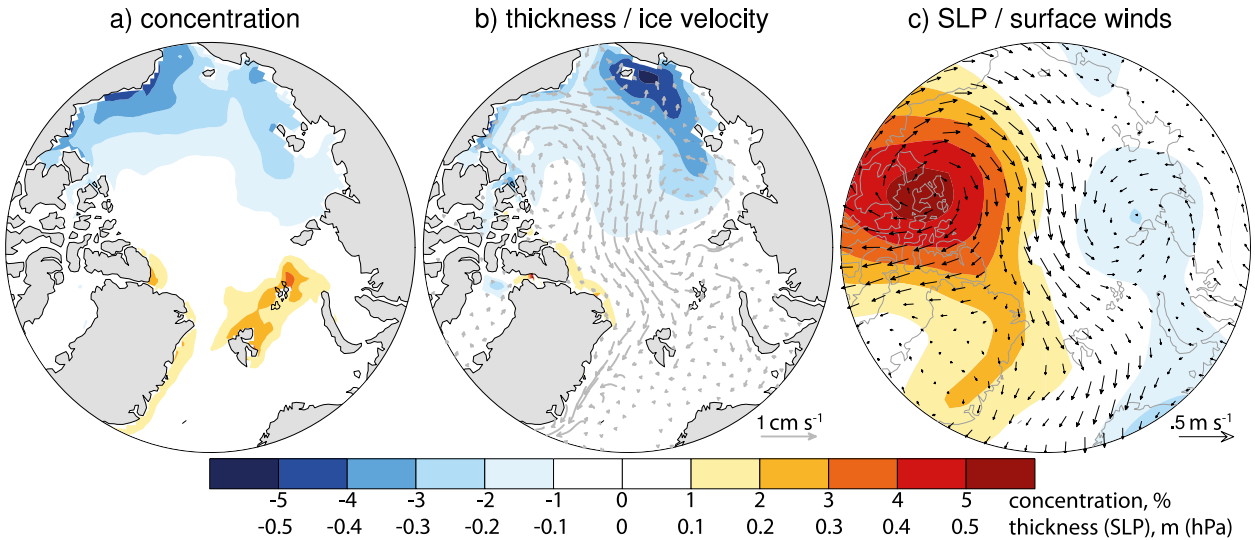 a) concentration
b) thickness / ice velocity
c) SLP / surface winds
1 cm s⁻¹
.5 m s⁻¹
-5 -4 -3 -2 -1 0 1 2 3 4 5 concentration, %
-0.5 -0.4 -0.3 -0.2 -0.1 0 0.1 0.2 0.3 0.4 0.5 thickness (SLP), m (hPa)